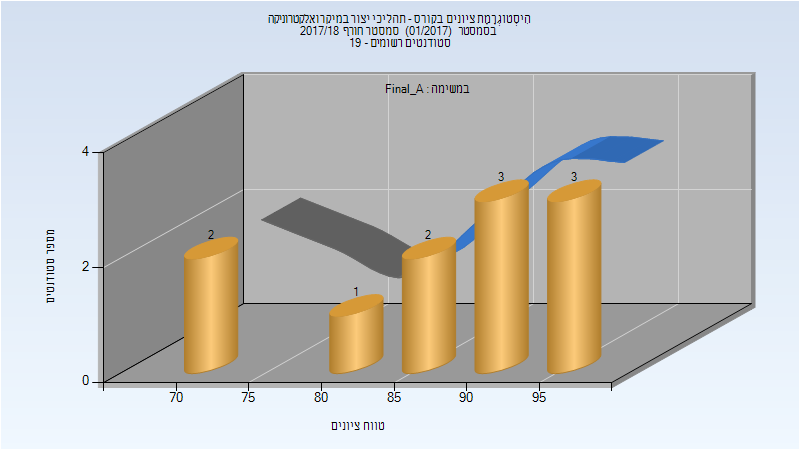 היסטוגרמת ציונים בקורס - תהליכי יצור במיקרואלקטרוניקה
בסמסטר (01/2017) סמסטר חורף 2017/18
סטודנטים רשומים - 19
במשימה : Final_A
4
2
0
מספר סטודנטים
2
1
2
3
3
70
75
80
85
90
95
טווח ציונים